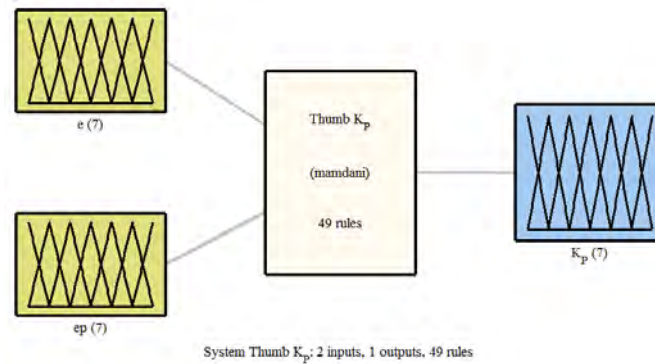 e (7)
Thumb Kₚ
(mamdani)
49 rules
Kₚ (7)
ep (7)
System Thumb Kₚ: 2 inputs, 1 outputs, 49 rules